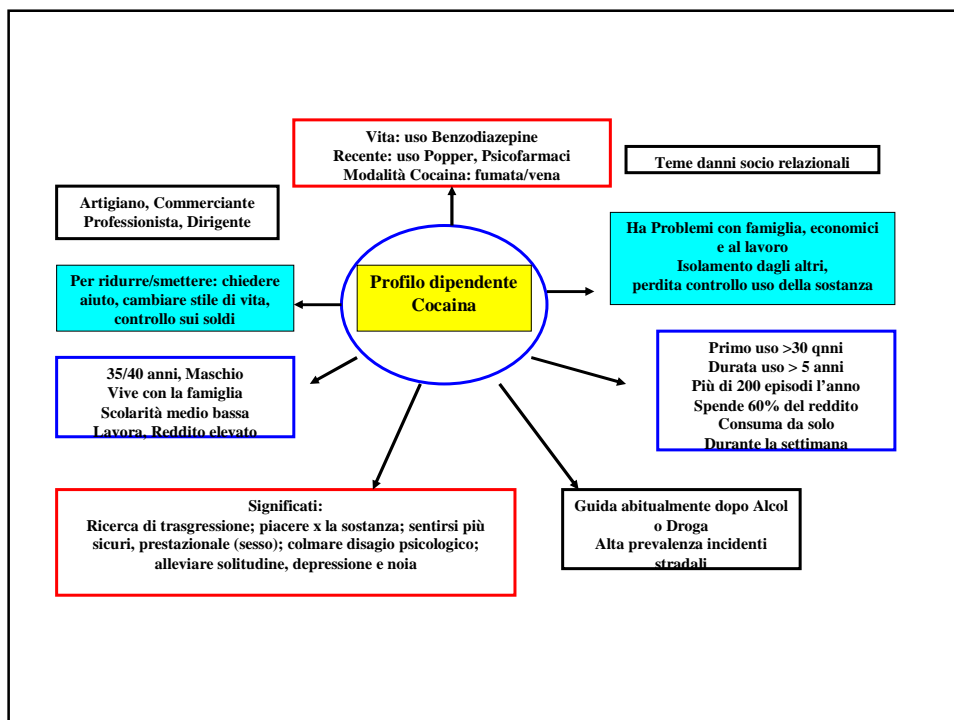 Vita: uso Benzodiazepine
Recente: uso Popper, Psicofarmaci
Modalità Cocaina: fumata/vena
Teme danni socio relazionali
Artigiano, Commerciante
Professionista, Dirigente
Ha Problemi con famiglia, economici
e al lavoro
Isolamento dagli altri,
perdita controllo uso della sostanza
Per ridurre/smettere: chiedere
aiuto, cambiare stile di vita,
controllo sui soldi
Profilo dipendente
Cocaina
35/40 anni, Maschio
Vive con la famiglia
Scolarità medio bassa
Lavora, Reddito elevato
Primo uso >30 qnni
Durata uso > 5 anni
Più di 200 episodi l’anno
Spende 60% del reddito
Consuma da solo
Durante la settimana
Significati:
Ricerca di trasgressione; piacere x la sostanza; sentirsi più
sicuri, prestazionale (sesso); colmare disagio psicologico;
alleviare solitudine, depressione e noia
Guida abitualmente dopo Alcol
o Droga
Alta prevalenza incidenti
stradali